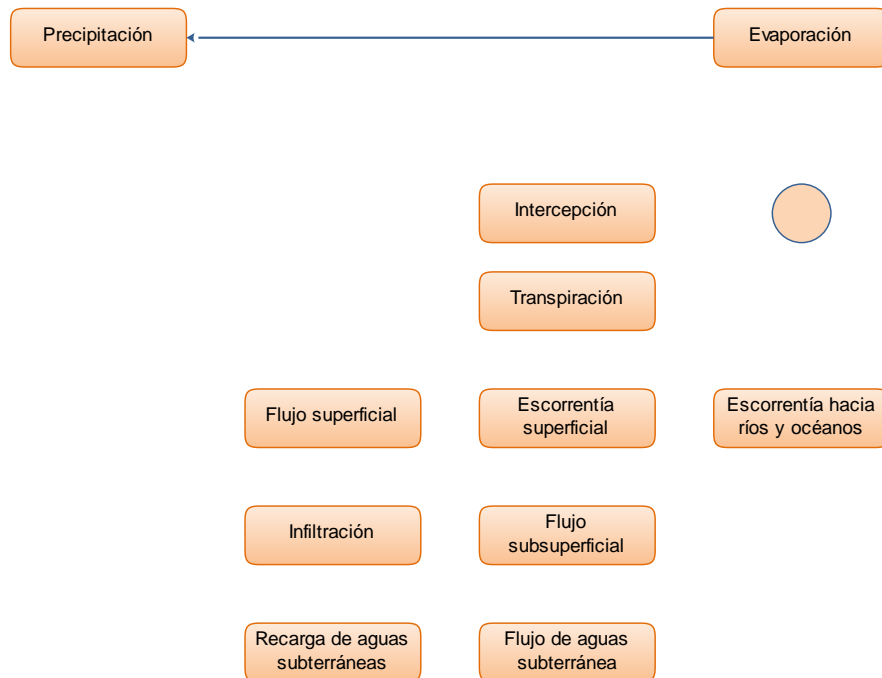 Precipitación
Evaporación
Intercepción
Transpiración
Flujo superficial
Escorrentía
superficial
Escorrentía hacia
ríos y océanos
Infiltración
Flujo
subsuperficial
Recarga de aguas
subterráneas
Flujo de aguas
subterránea